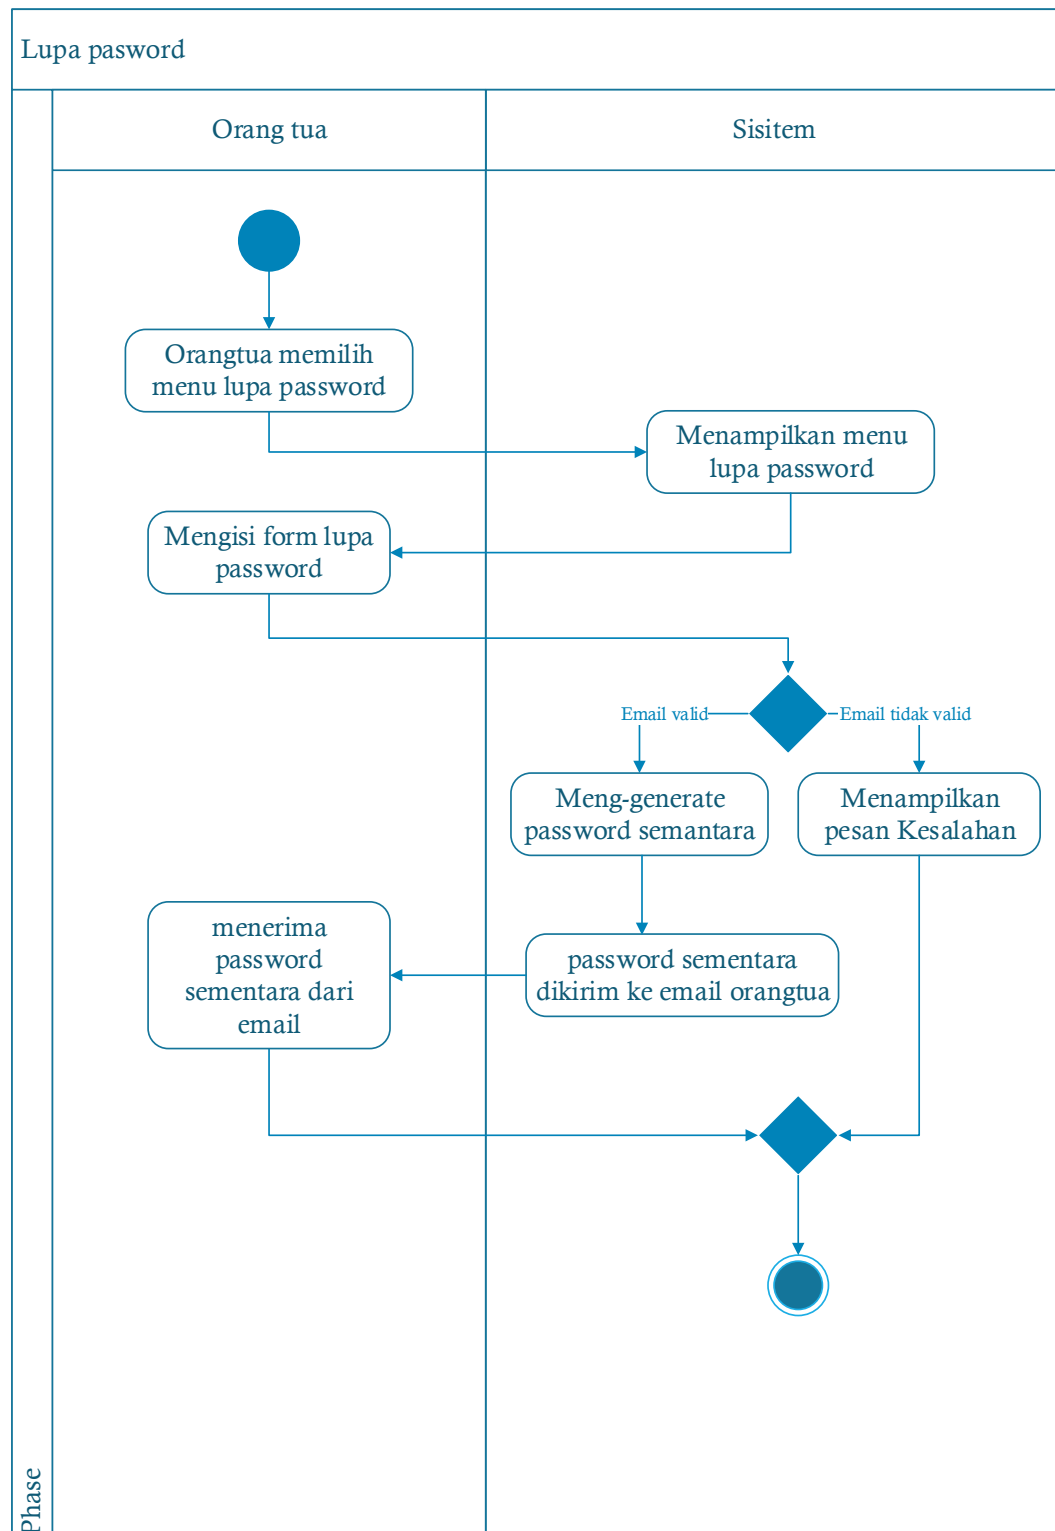 Lupa pasword
Orang tua
Sisitem
Orangtua memilih
menu lupa password
Menampilkan menu
lupa password
Mengisi form lupa
password
Email valid
Email tidak valid
Meng-generate
password semantara
Menampilkan
pesan Kesalahan
menerima
password
sementara dari
email
password sementara
dikirim ke email orangtua
Phase